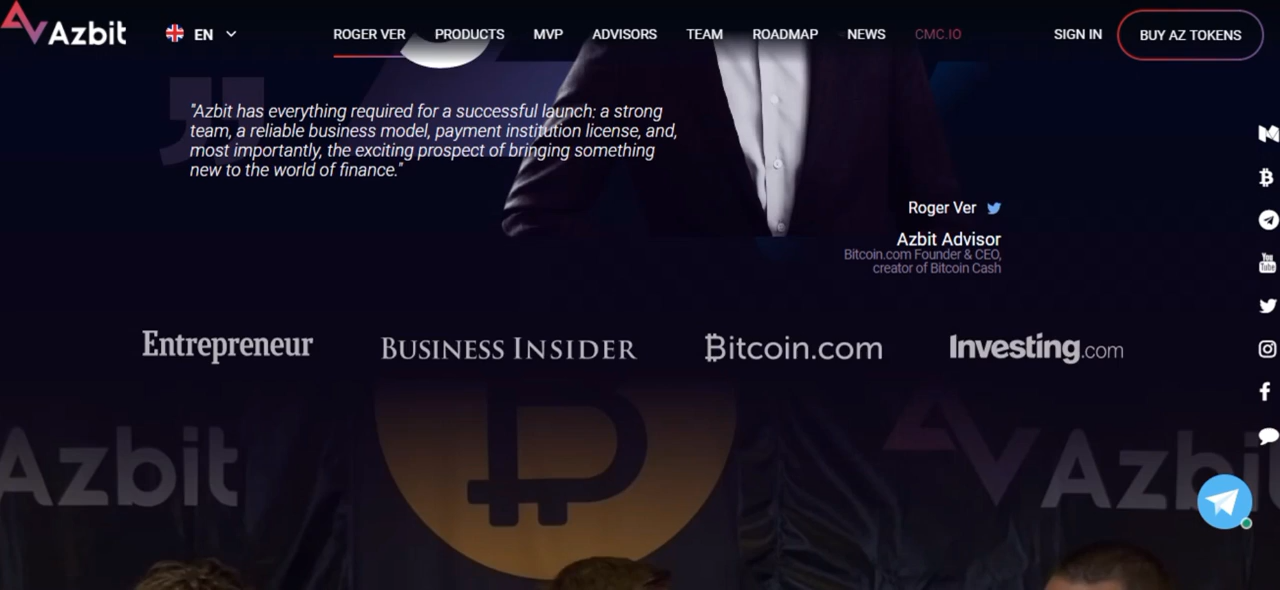 Azbit
EN
ROGER VER PRODUCTS MVP ADVISORS TEAM ROADMAP NEWS CMC.IO
SIGN IN
BUY AZ TOKENS
"Azbit has everything required for a successful launch: a strong
team, a reliable business model, payment institution license, and,
most importantly, the exciting prospect of bringing something
new to the world of finance."
Roger Ver
Azbit Advisor
Bitcoin.com Founder & CEO,
creator of Bitcoin Cash
You
Tube
Entrepreneur
BUSINESS INSIDER
Bitcoin.com
Investing.com
Azbit
Azbit